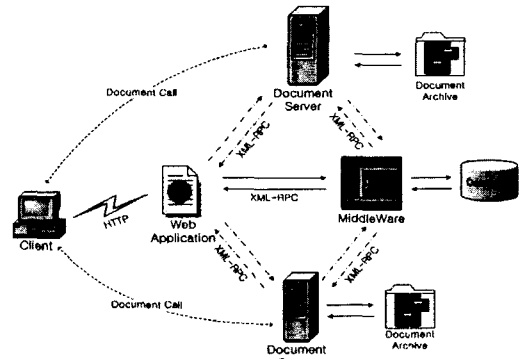 Document Call
Document
Server
Document
Archive
XML-RPC
XML-RPC
HTTP
Web
Application
XML-RPC
MiddleWare
Client
XML-RPC
XML-RPC
Document Call
Document
Document
Archive